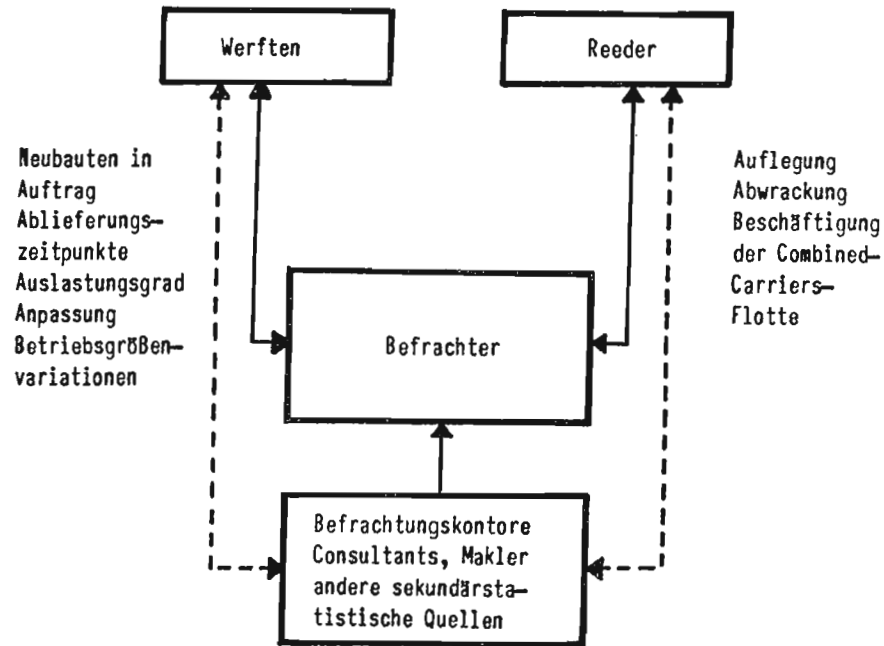 Werften
Reeder
Neubauten in
Auftrag
Ablieferungs-
zeitpunkte
Auslastungsgrad
Anpassung
Betriebsgrößen-
variationen
Auflegung
Abwrackung
Beschäftigung
der Combined-
Carriers-
Flotte
Befrachter
Befrachtungskontore
Consultants, Makler
andere sekundärsta-
tistische Quellen